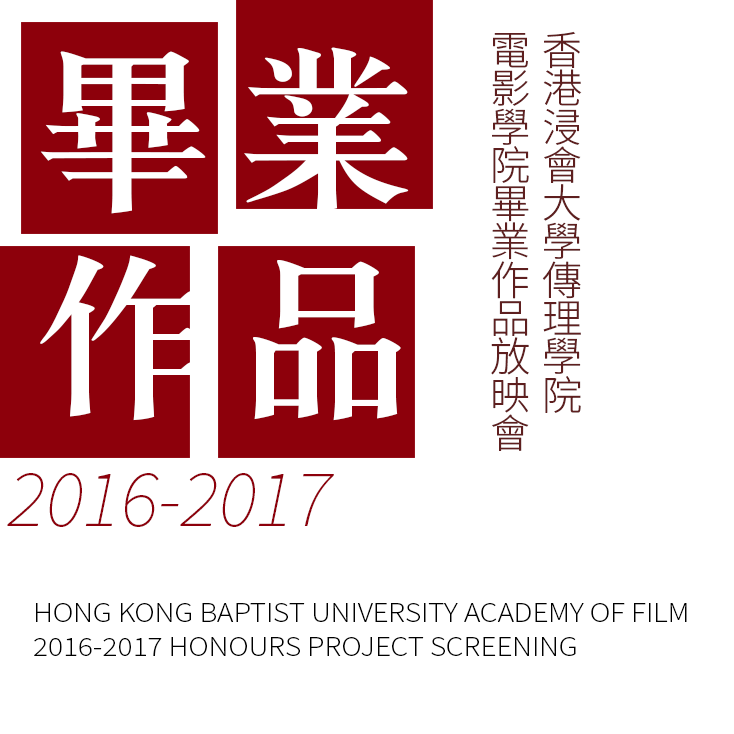 畢業
作品
2016-2017
香港浸會大學傳理學院
電影學院畢業作品放映會
HONG KONG BAPTIST UNIVERSITY ACADEMY OF FILM
2016-2017 HONOURS PROJECT SCREENING